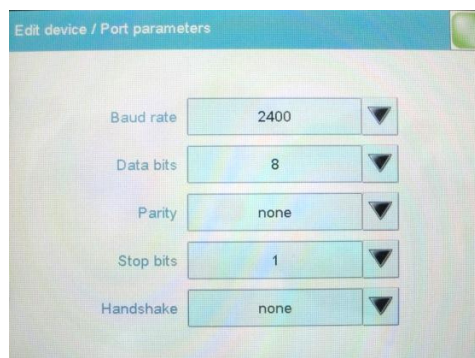 Edit device / Port parameters
Baud rate 2400
Data bits 8
Parity none
Stop bits 1
Handshake none